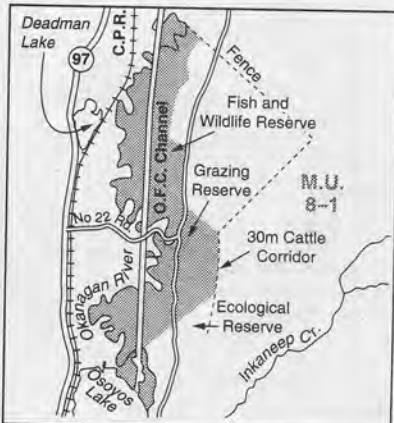 Deadman
Lake
C.P.R.
97
Fence
Fish and
Wildlife Reserve
O.F.C. Channel
Grazing
Reserve
M.U.
8-1
No 22 Rd
30m Cattle
Corridor
Okanagan River
Ecological
Reserve
Inkaneep Cr.
Osoyos
Lake